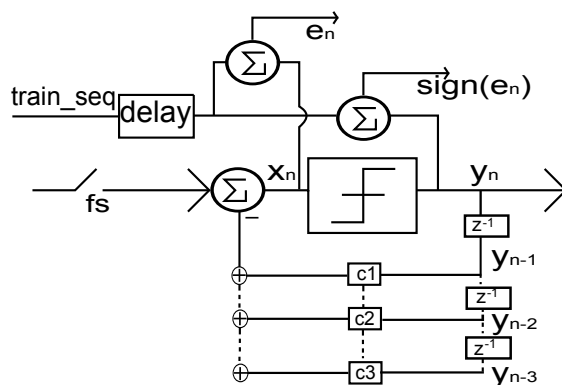 eₙ
Σ
train_seq
delay
Σ
sign(eₙ)
fs
Σ
−
xₙ
yₙ
z⁻¹
c1
yₙ₋₁
z⁻¹
c2
yₙ₋₂
z⁻¹
c3
yₙ₋₃